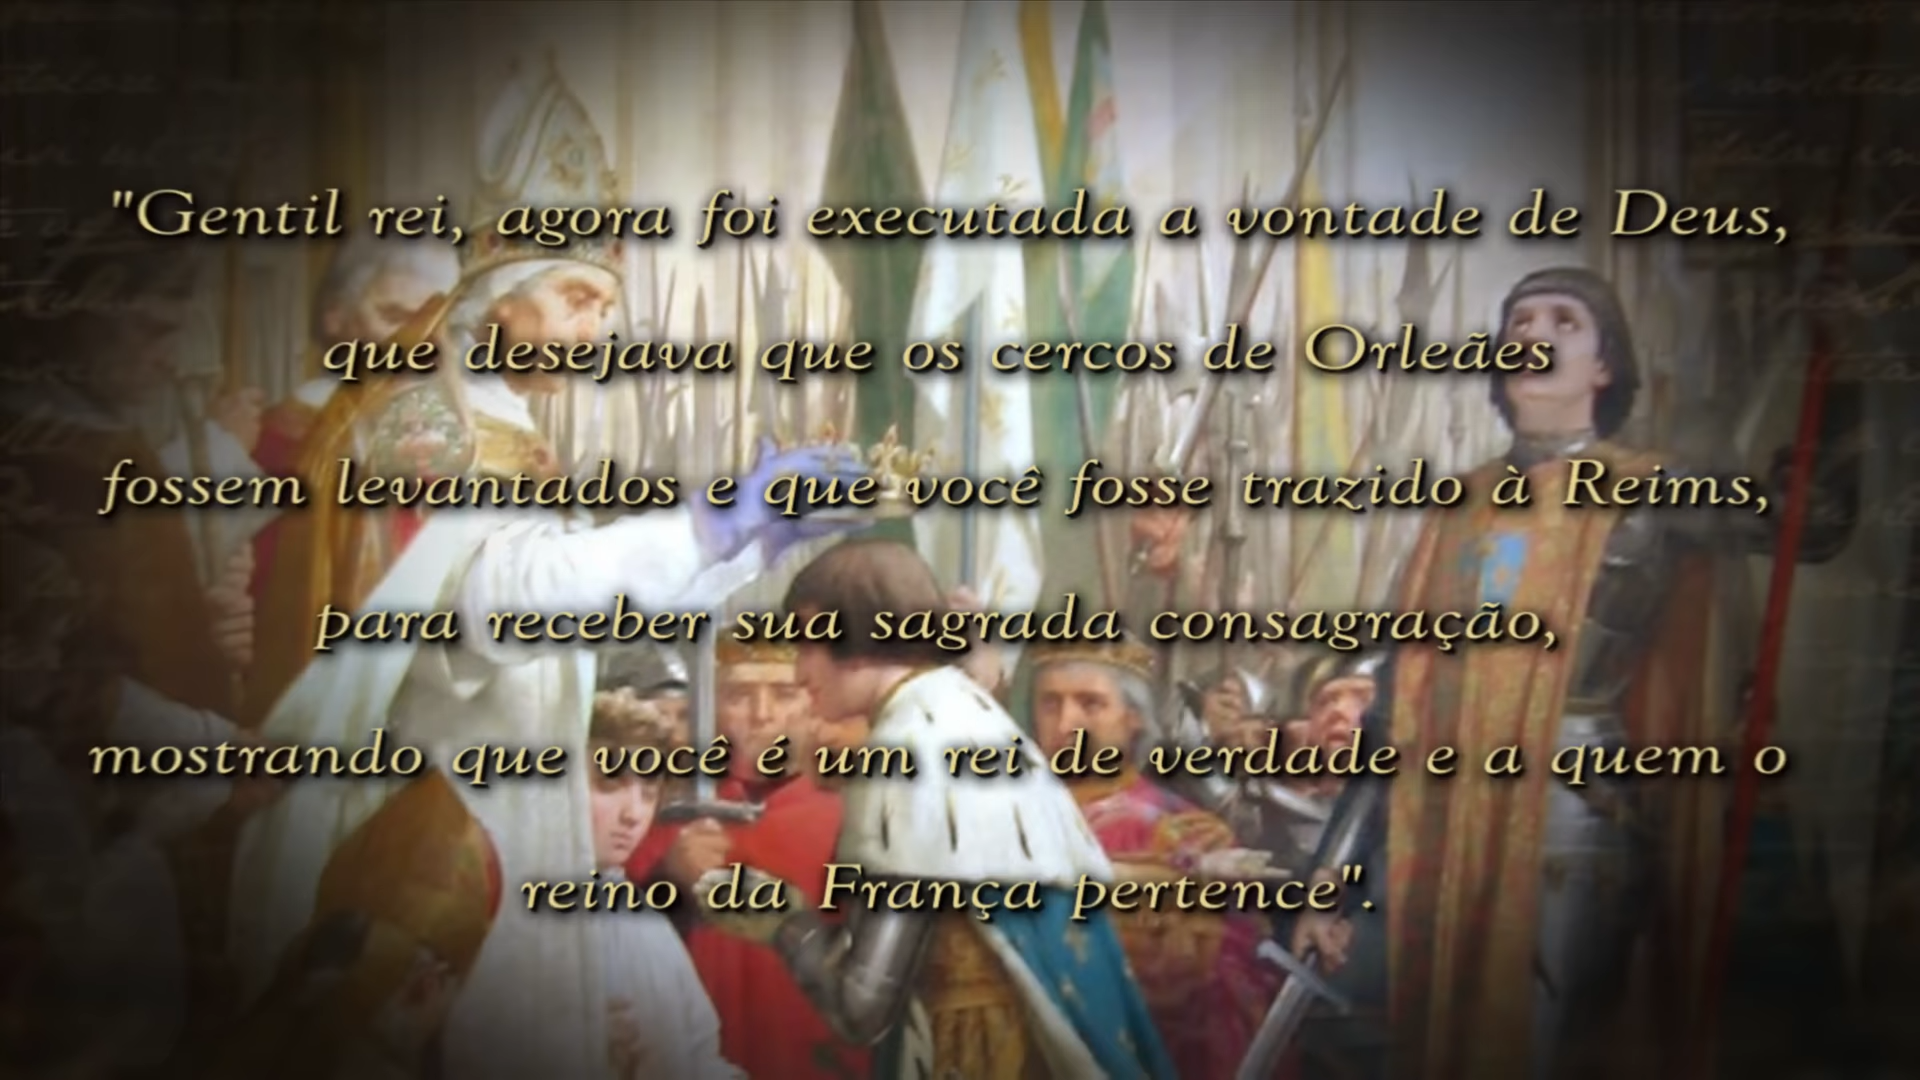 "Gentil rei, agora foi executada a vontade de Deus,
que desejava que os cercos de Orleães
fossem levantados e que você fosse trazido à Reims,
para receber sua sagrada consagração,
mostrando que você é um rei de verdade e a quem o
reino da França pertence".